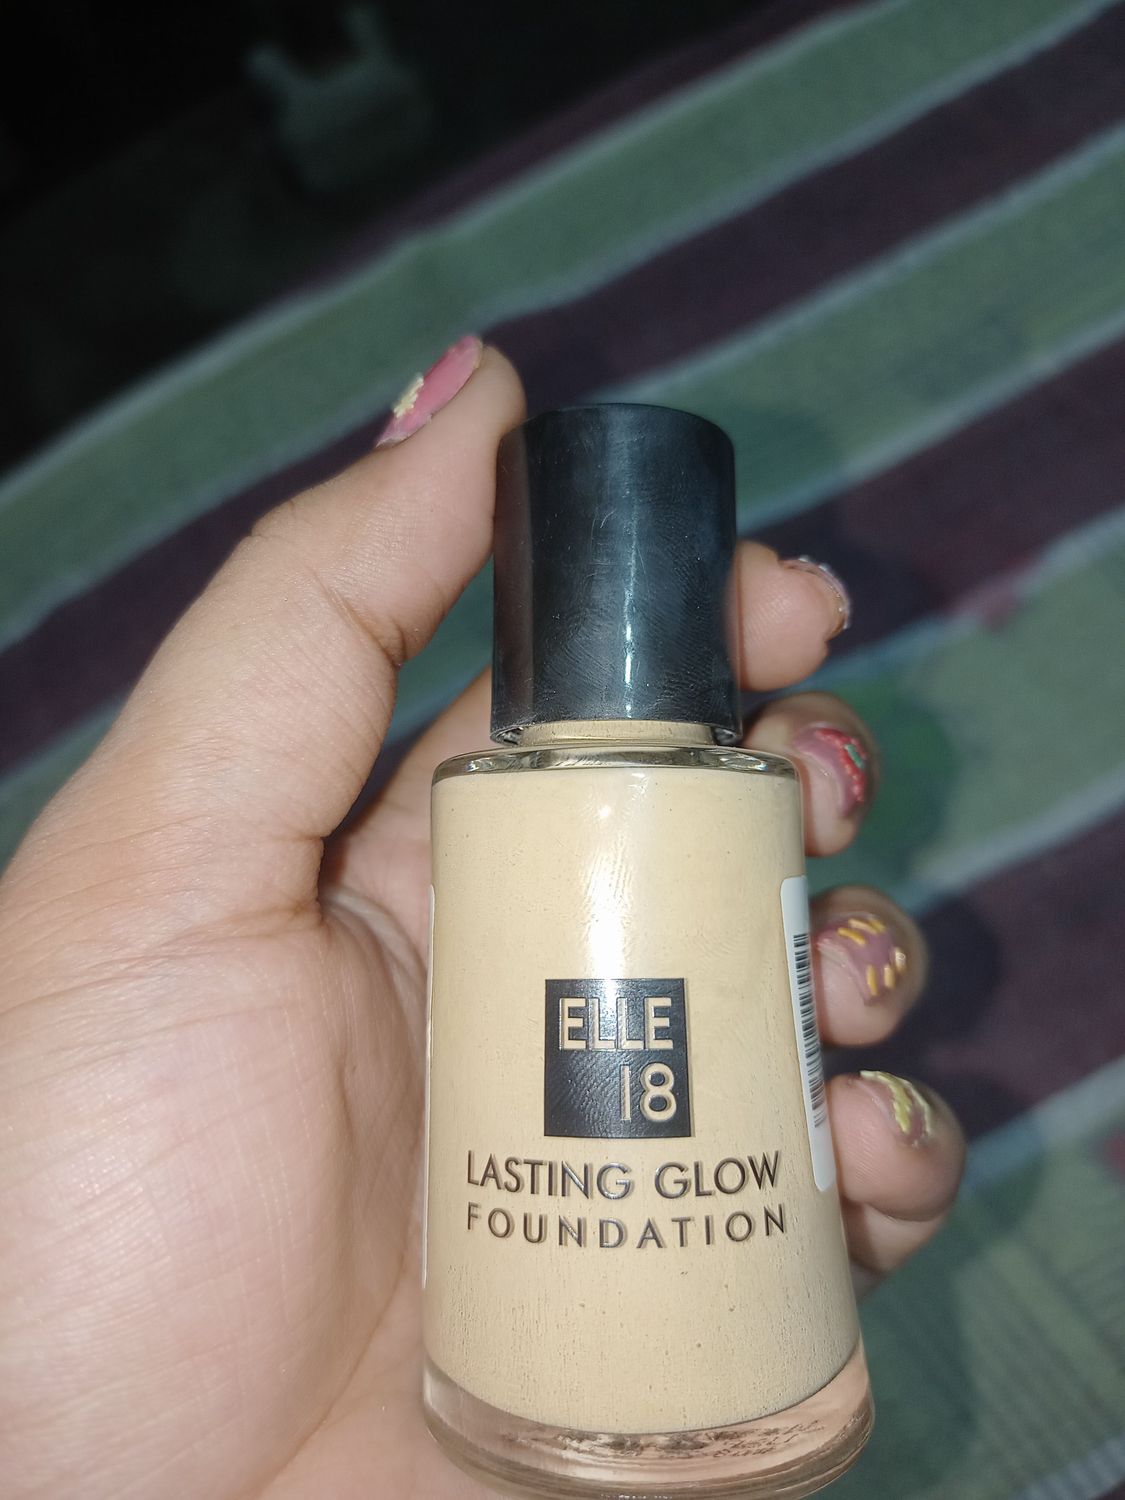 ELLE
18
LASTING GLOW
FOUNDATION